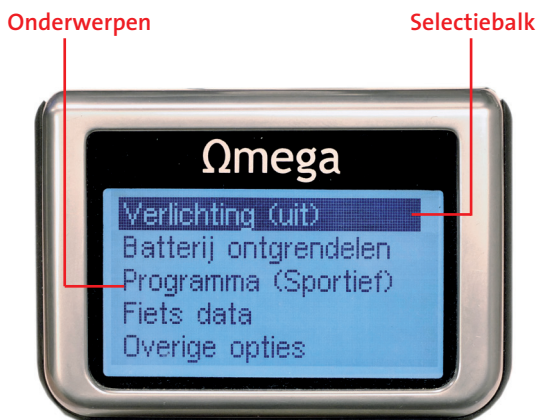 Onderwerpen Selectiebalk
Ωmega
Verlichting (uit)
Batterij ontgrendelen
Programma (Sportief)
Fiets data
Overige opties